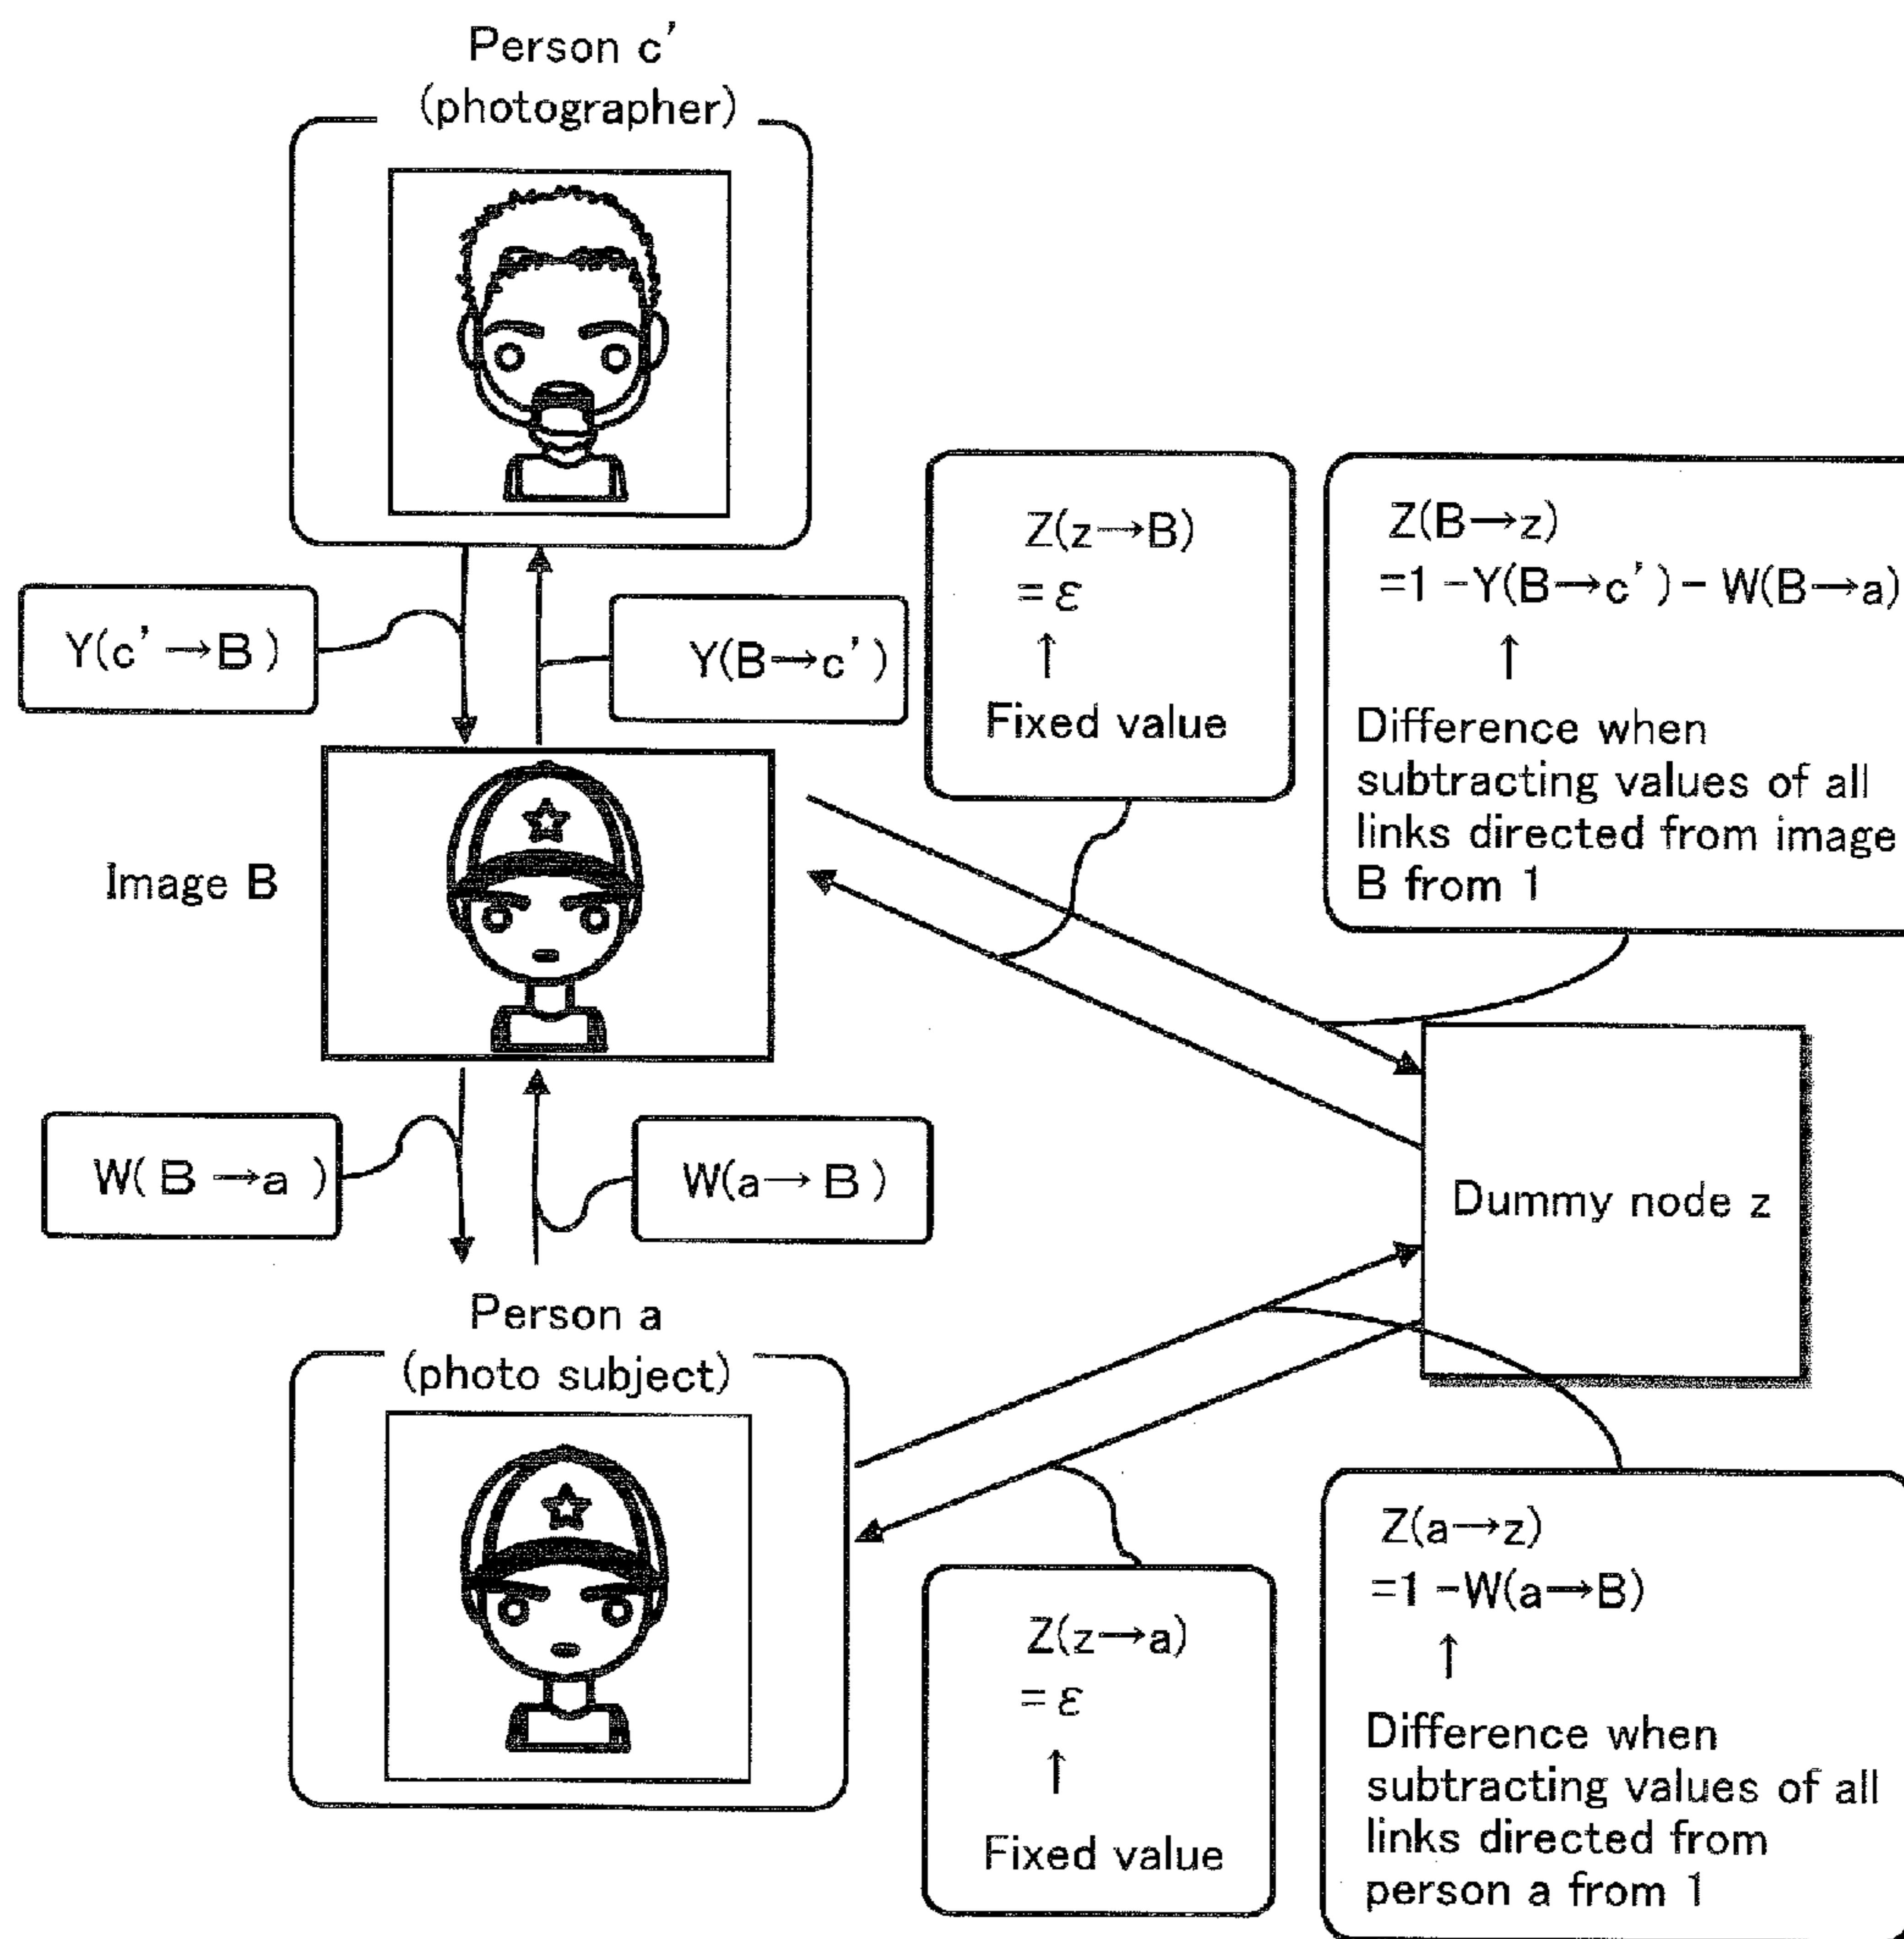 Person c'
(photographer)
Y(c'→B)
Y(B→c')
Z(z→B)
=ε
↑
Fixed value
Z(B→z)
=1-Y(B→c')-W(B→a)
↑
Difference when
subtracting values of all
links directed from image
B from 1
Image B
W(B→a)
W(a→B)
Dummy node z
Person a
(photo subject)
Z(z→a)
=ε
↑
Fixed value
Z(a→z)
=1-W(a→B)
↑
Difference when
subtracting values of all
links directed from
person a from 1